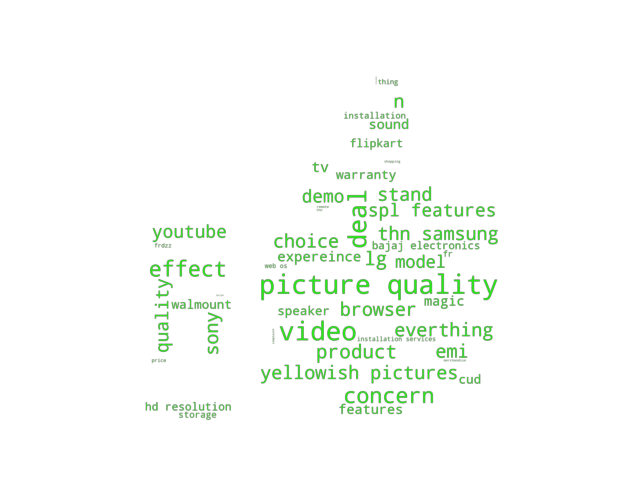 thing
n
installation
sound
flipkart
shopping
tv
warranty
demo
stand
deal
spl features
youtube
thn samsung
choice
bajaj electronics
frdzz
expereince
lg
model
fr
web os
effect
picture quality
quality
walmount
magic
speaker
browser
sony
video
everthing
installation services
product
emi
price
yellowish pictures
cud
concern
hd resolution
features
storage